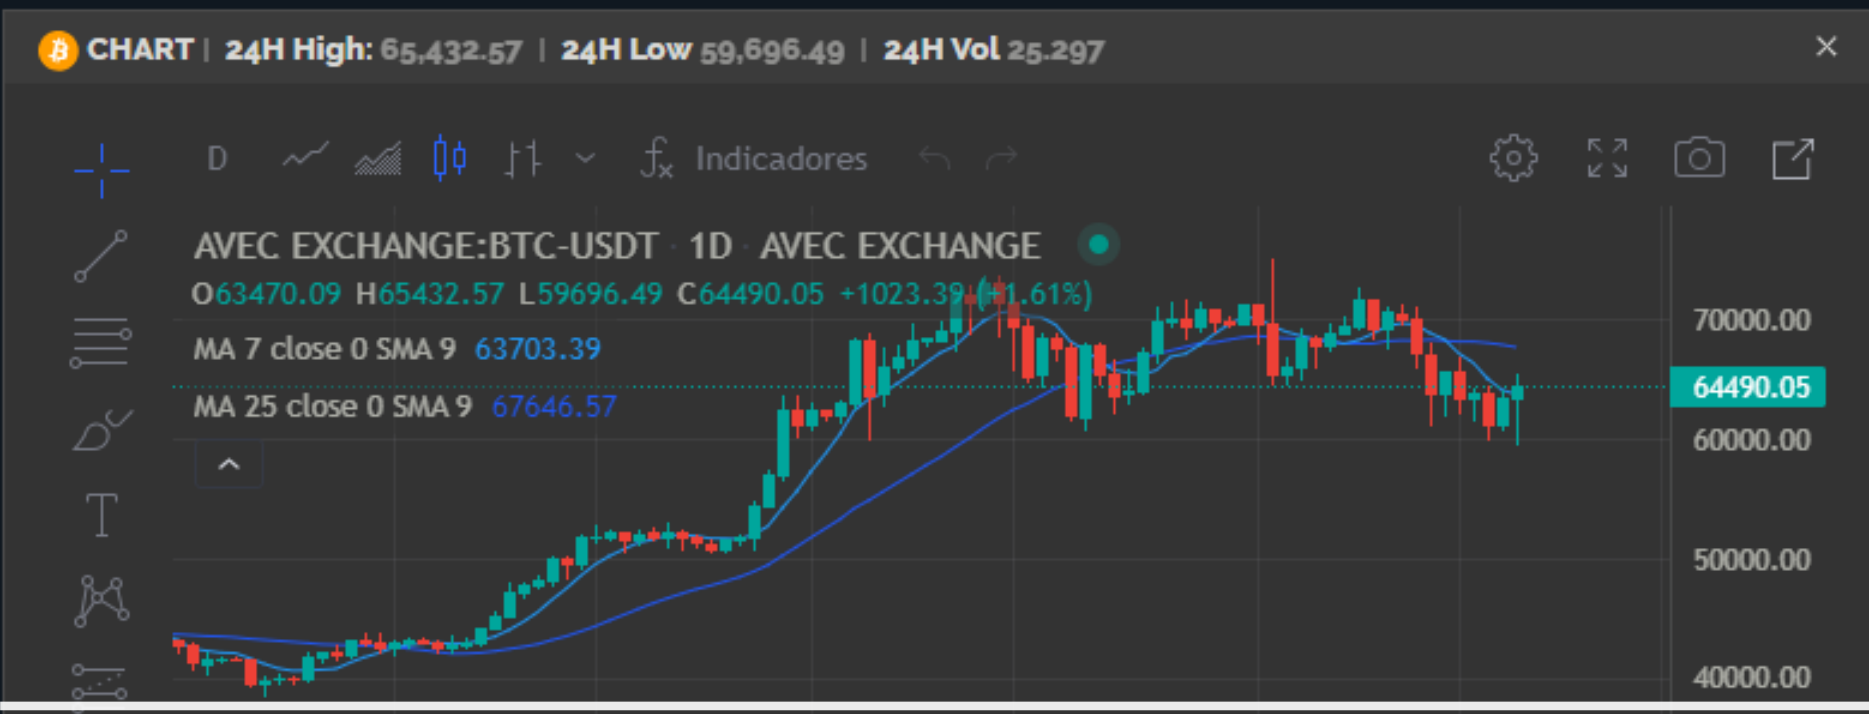 CHART | 24H High: 65,432.57 | 24H Low 59,696.49 | 24H Vol 25.297 ×
D Indicadores
AVEC EXCHANGE:BTC-USDT · 1D · AVEC EXCHANGE
O63470.09 H65432.57 L59696.49 C64490.05 +1023.39 (+1.61%)
70000.00
MA 7 close 0 SMA 9 63703.39
64490.05
MA 25 close 0 SMA 9 67646.57
60000.00
50000.00
40000.00